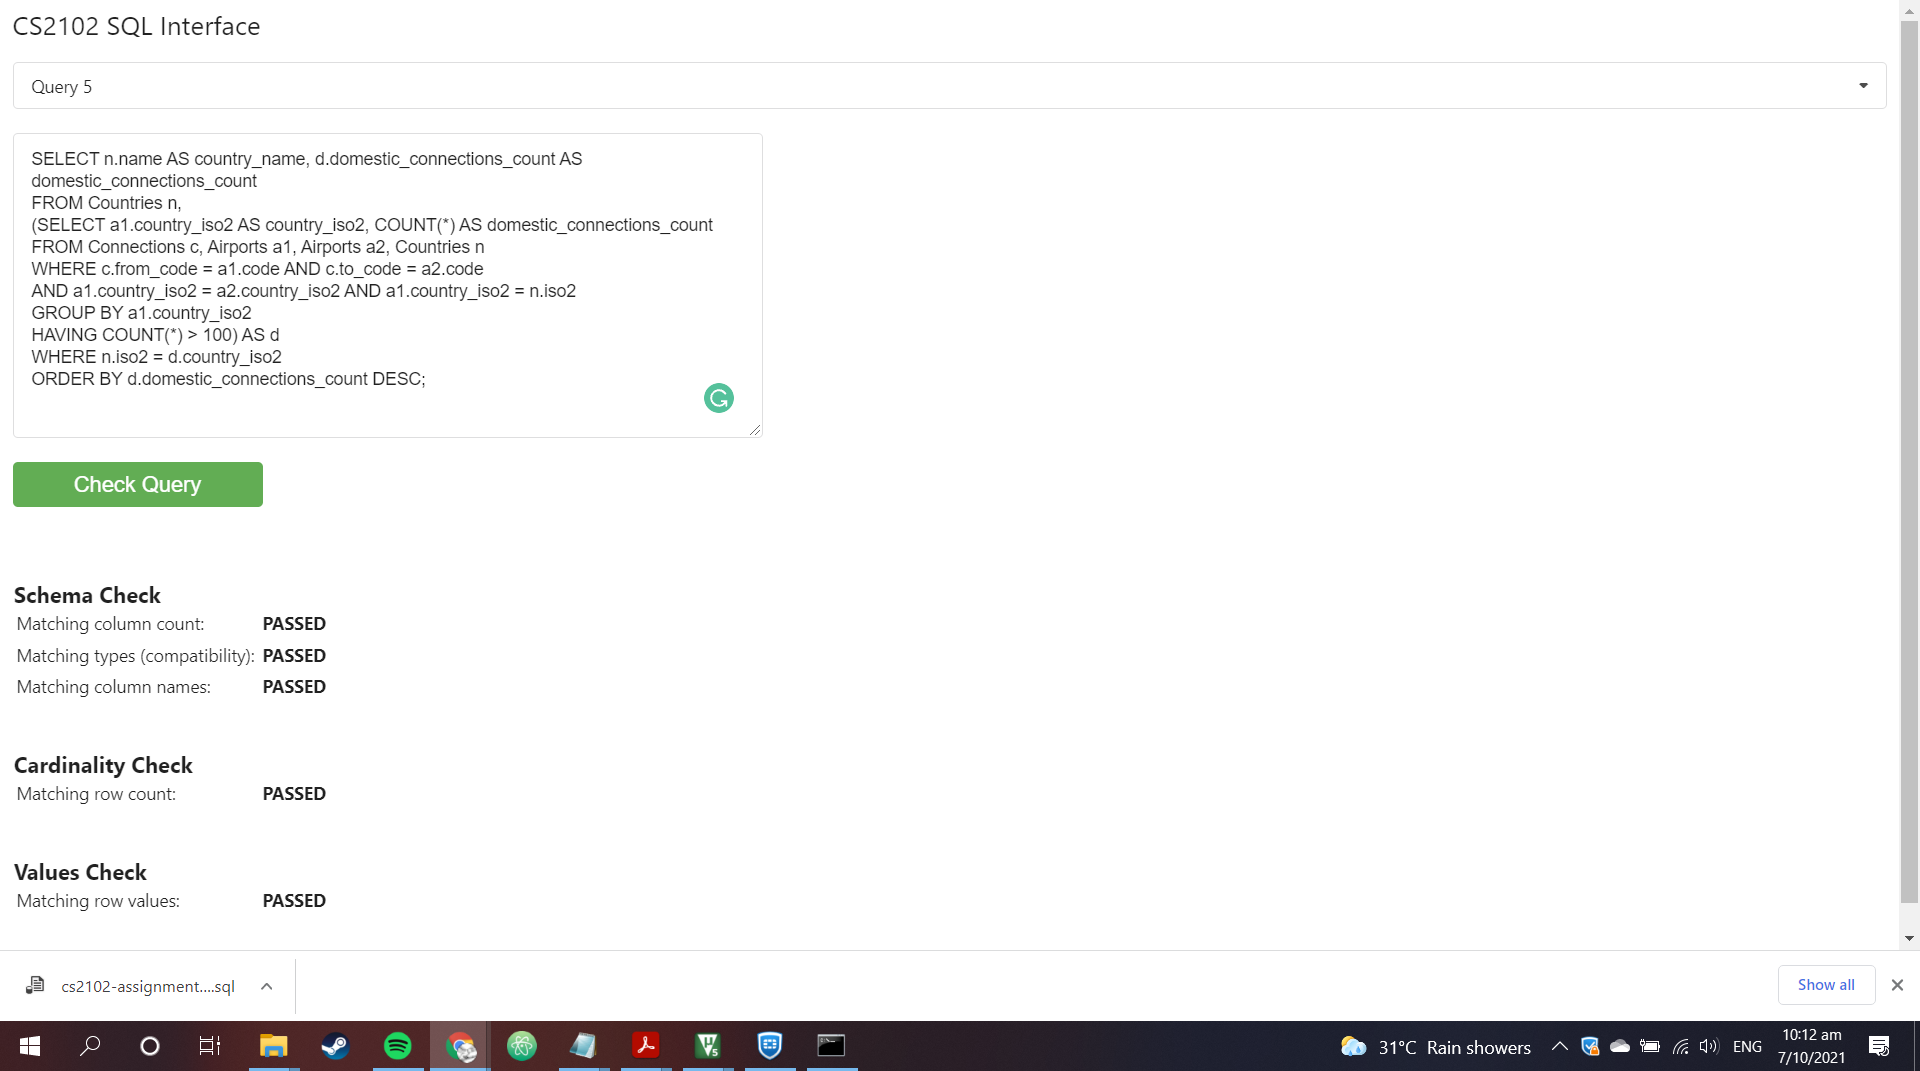 CS2102 SQL Interface
Query 5
SELECT n.name AS country_name, d.domestic_connections_count AS
domestic_connections_count
FROM Countries n,
(SELECT a1.country_iso2 AS country_iso2, COUNT(*) AS domestic_connections_count
FROM Connections c, Airports a1, Airports a2, Countries n
WHERE c.from_code = a1.code AND c.to_code = a2.code
AND a1.country_iso2 = a2.country_iso2 AND a1.country_iso2 = n.iso2
GROUP BY a1.country_iso2
HAVING COUNT(*) > 100) AS d
WHERE n.iso2 = d.country_iso2
ORDER BY d.domestic_connections_count DESC;
Check Query
Schema Check
Matching column count: PASSED
Matching types (compatibility): PASSED
Matching column names: PASSED
Cardinality Check
Matching row count: PASSED
Values Check
Matching row values: PASSED
cs2102-assignment....sql
Show all
31°C Rain showers
ENG
10:12 am
7/10/2021